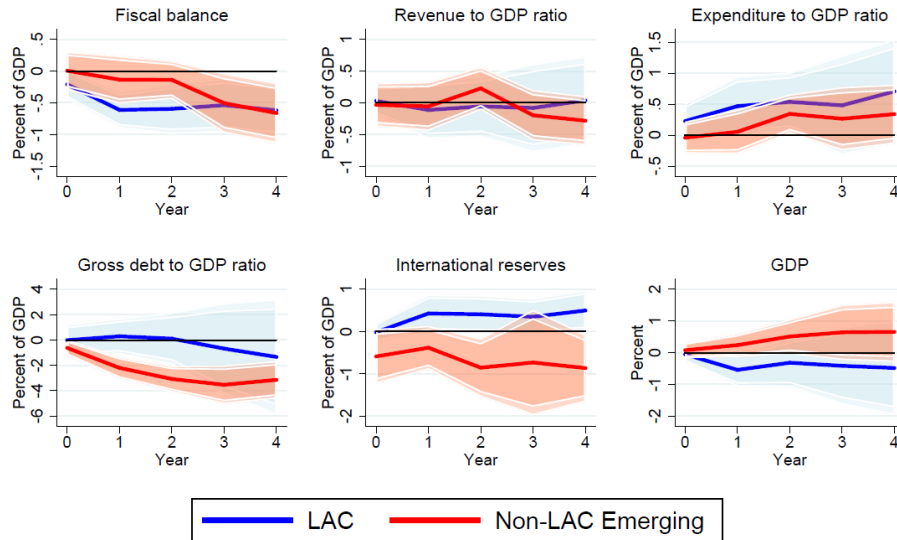 Fiscal balance
Percent of GDP
.5
0
-.5
-1
-1.5
0 1 2 3 4
Year
Revenue to GDP ratio
Percent of GDP
1
.5
0
-.5
-1
0 1 2 3 4
Year
Expenditure to GDP ratio
Percent of GDP
1.5
1
.5
0
-.5
0 1 2 3 4
Year
Gross debt to GDP ratio
Percent of GDP
4
2
0
-2
-4
-6
0 1 2 3 4
Year
International reserves
Percent of GDP
1
0
-1
-2
0 1 2 3 4
Year
GDP
Percent
2
1
0
-1
-2
0 1 2 3 4
Year
LAC
Non-LAC Emerging